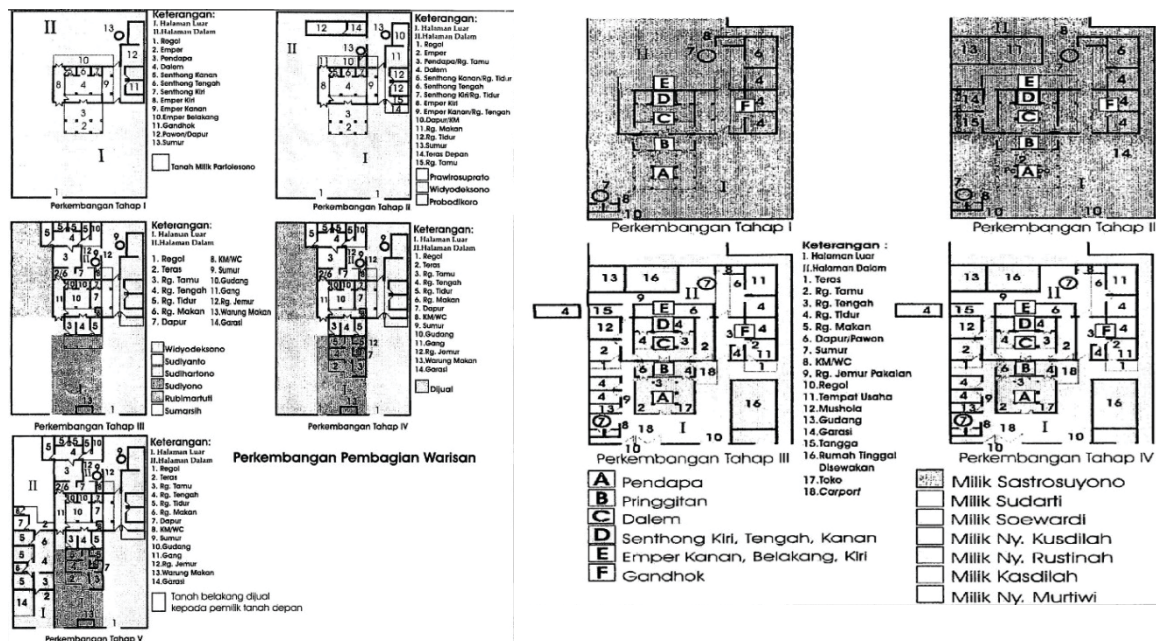 Keterangan:
I. Halaman Luar
II.Halaman Dalam
1. Regol
2. Emper
3. Pendapa
4. Dalem
5. Senthong Kanan
6. Senthong Tengah
7. Senthong Kiri
8. Emper Kiri
9. Emper Kanan
10.Emper Belakang
11.Gandhok
12.Pawon/Dapur
13.Sumur
Tanah Milik Partolesono
Perkembangan Tahap I
Keterangan:
I. Halaman Luar
II.Halaman Dalam
1. Regol
2. Emper
3. Pendapa/Rg. Tamu
4. Dalem
5. Senthong Kanan/Rg. Tidur
6. Senthong Tengah
7. Senthong Kiri/Rg. Tidur
8. Emper Kiri
9. Emper Kanan/Rg. Tengah
10.Dapur/KM
11.Rg. Makan
12.Rg. Tidur
13.Sumur
14.Teras Depan
15.Rg. Tamu
Prawirosuprato
Widyodeksono
Probodikoro
Perkembangan Tahap Ii
Keterangan:
I. Halaman Luar
II.Halaman Dalam
1. Regol
2. Teras
3. Rg. Tamu
4. Rg. Tengah
5. Rg. Tidur
6. Rg. Makan
7. Dapur
8. KM/WC
9. Sumur
10.Gudang
11.Gang
12.Rg. Jemur
13.Warung Makan
14.Garasi
Widyodeksono
Sudiyanto
Sudihartono
Sudiyono
Rubimartuti
Sumarsih
Perkembangan Tahap III
Keterangan:
I. Halaman Luar
II.Halaman Dalam
1. Regol
2. Teras
3. Rg. Tamu
4. Rg. Tengah
5. Rg. Tidur
6. Rg. Makan
7. Dapur
8. KM/WC
9. Sumur
10.Gudang
11.Gang
12.Rg. Jemur
13.Warung Makan
14.Garasi
Dijual
Perkembangan Tahap IV
Keterangan:
I. Halaman Luar
II.Halaman Dalam
1. Regol
2. Teras
3. Rg. Tamu
4. Rg. Tengah
5. Rg. Tidur
6. Rg. Makan
7. Dapur
8. KM/WC
9. Sumur
10.Gudang
11.Gang
12.Rg. Jemur
13.Warung Makan
14.Garasi
Tanah belakang dijual
kepada pemilik tanah depan
Perkembangan Tahap V
Perkembangan Pembagian Warisan
Perkembangan Tahap I
Perkembangan Tahap II
Keterangan :
I. Halaman Luar
II.Halaman Dalam
1. Teras
2. Rg. Tamu
3. Rg. Tengah
4. Rg. Tidur
5. Rg. Makan
6. Dapur/Pawon
7. Sumur
8. KM/WC
9. Rg. Jemur Pakaian
10.Regol
11.Tempat Usaha
12.Mushola
13.Gudang
14.Garasi
15.Tangga
16.Rumah Tinggal
Disewakan
17.Toko
18.Carport
Perkembangan Tahap III
Perkembangan Tahap IV
A Pendapa
B Pringgitan
C Dalem
D Senthong Kiri, Tengah, Kanan
E Emper Kanan, Belakang, Kiri
F Gandhok
Milik Sastrosuyono
Milik Sudarti
Milik Soewardi
Milik Ny. Kusdilah
Milik Ny. Rustinah
Milik Kasdilah
Milik Ny. Murtiwi